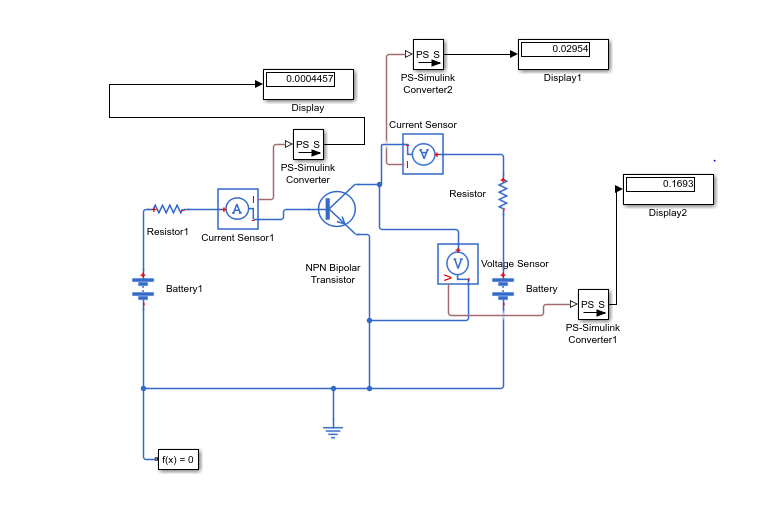 0.02954
PS S
PS-Simulink
Converter2
Display1
0.0004457
Display
Current Sensor
A
I
PS S
PS-Simulink
Converter
Resistor
0.1693
Display2
I
A
Resistor1
Current Sensor1
NPN Bipolar
Transistor
V
V
Voltage Sensor
Battery1
Battery
PS S
PS-Simulink
Converter1
f(x) = 0